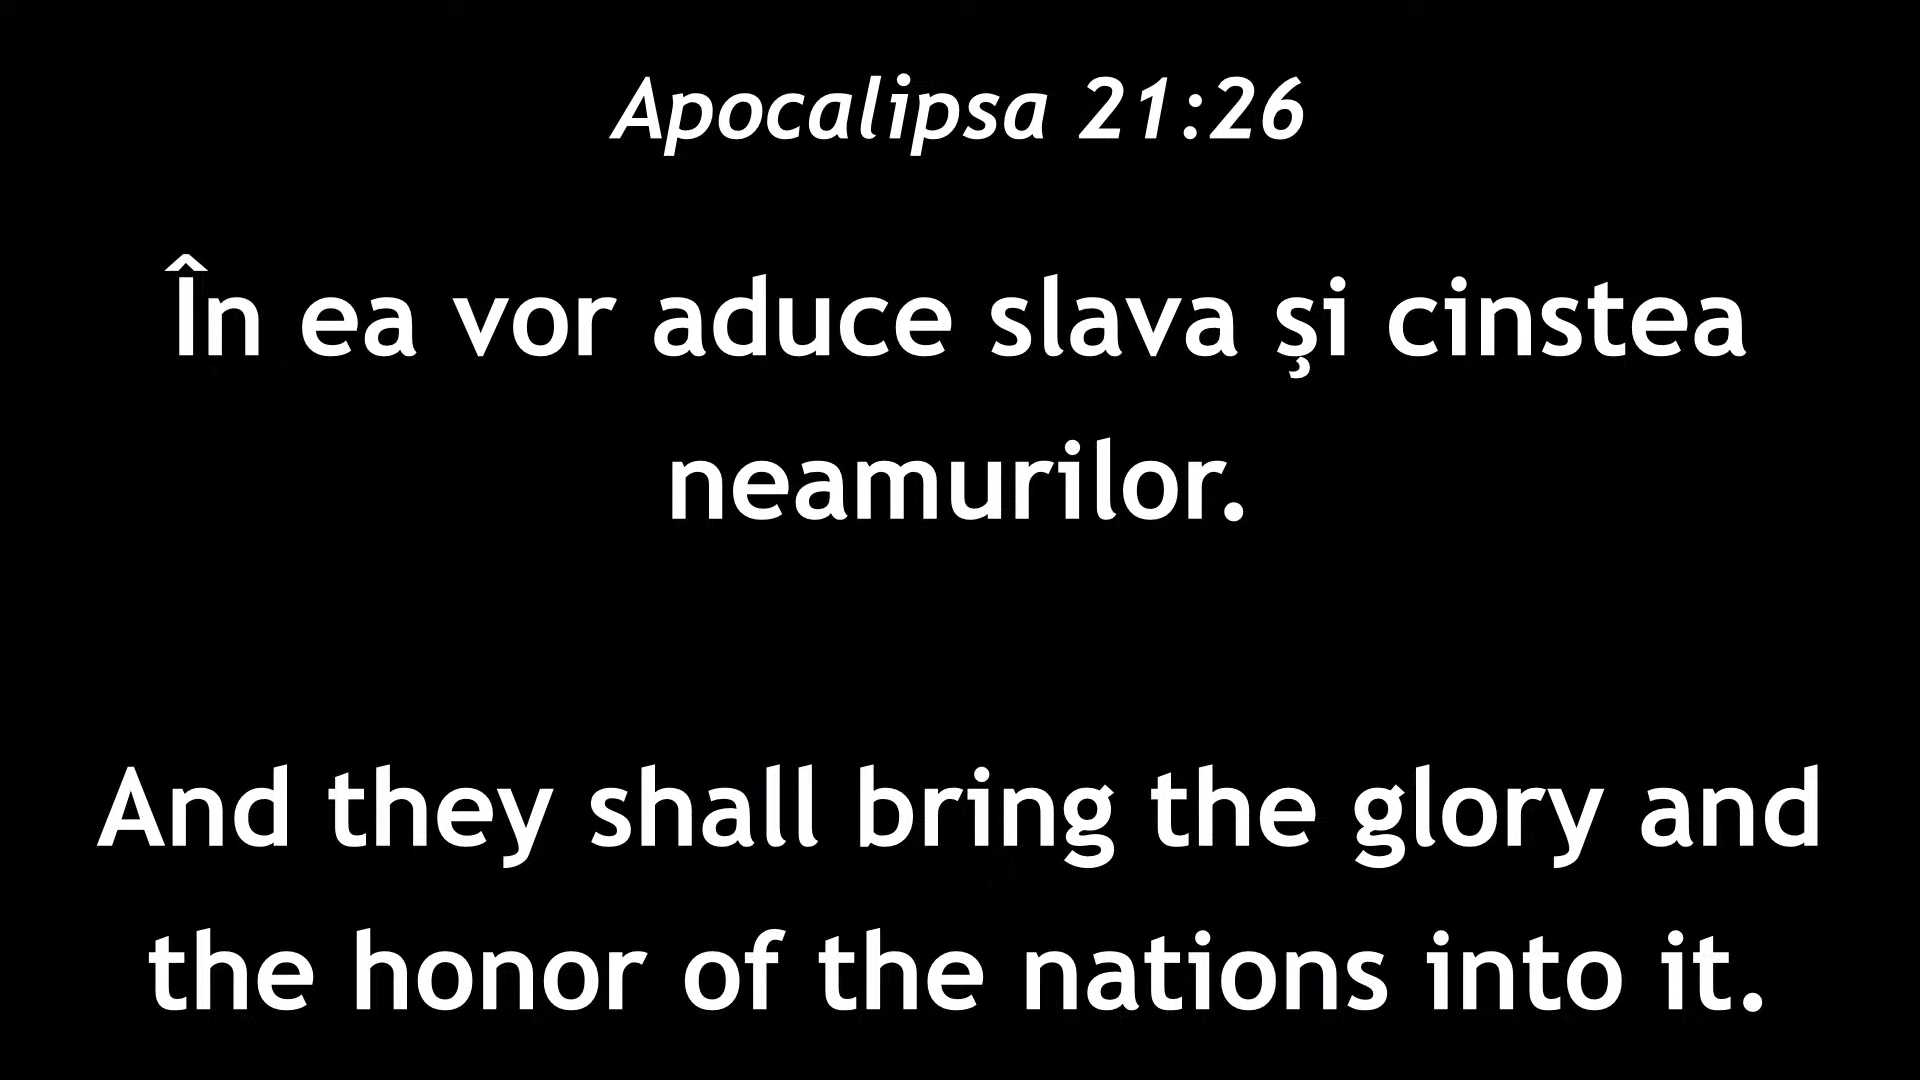 Apocalipsa 21:26
În ea vor aduce slava şi cinstea
neamurilor.
And they shall bring the glory and
the honor of the nations into it.